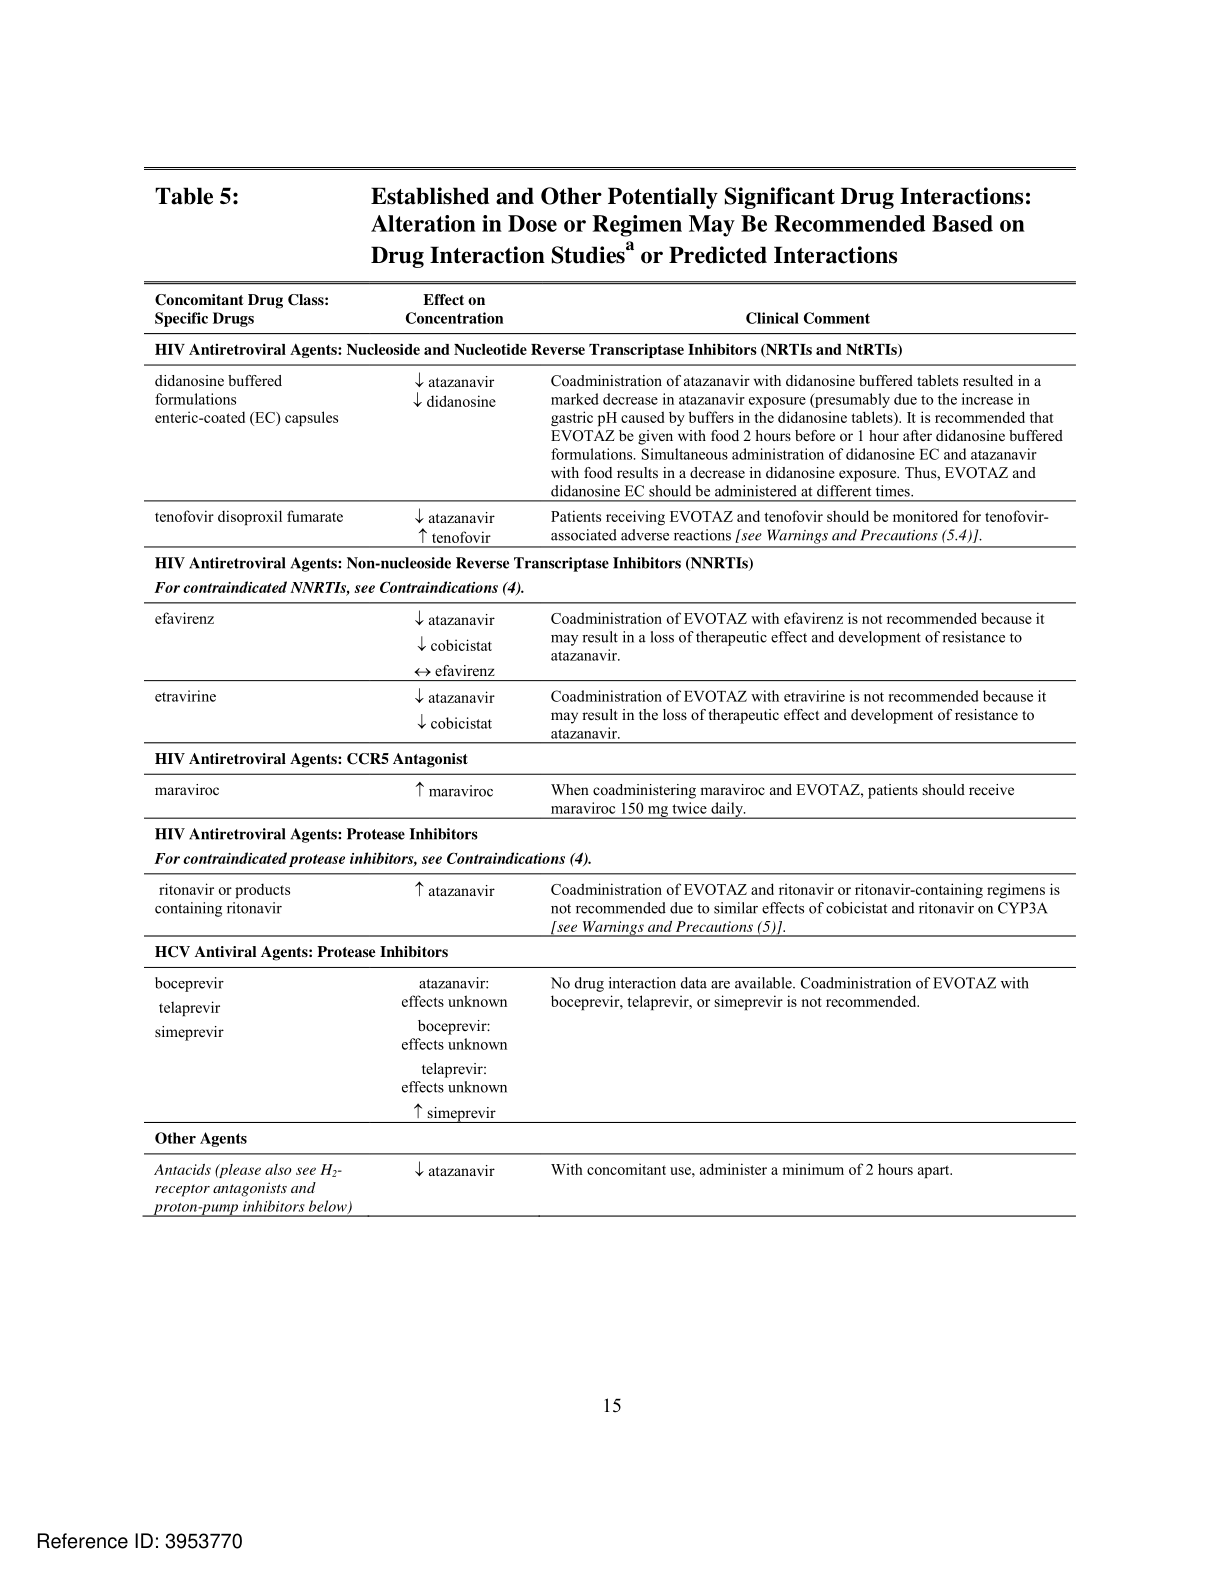 Table 5: Established and Other Potentially Significant Drug Interactions:
Alteration in Dose or Regimen May Be Recommended Based on
Drug Interaction Studiesa or Predicted Interactions
Concomitant Drug Class:
Specific Drugs
Effect on
Concentration
Clinical Comment
HIV Antiretroviral Agents: Nucleoside and Nucleotide Reverse Transcriptase Inhibitors (NRTIs and NtRTIs)
didanosine buffered
formulations
enteric-coated (EC) capsules
↓ atazanavir
↓ didanosine
Coadministration of atazanavir with didanosine buffered tablets resulted in a
marked decrease in atazanavir exposure (presumably due to the increase in
gastric pH caused by buffers in the didanosine tablets). It is recommended that
EVOTAZ be given with food 2 hours before or 1 hour after didanosine buffered
formulations. Simultaneous administration of didanosine EC and atazanavir
with food results in a decrease in didanosine exposure. Thus, EVOTAZ and
didanosine EC should be administered at different times.
tenofovir disoproxil fumarate
↓ atazanavir
↑ tenofovir
Patients receiving EVOTAZ and tenofovir should be monitored for tenofovir-
associated adverse reactions [see Warnings and Precautions (5.4)].
HIV Antiretroviral Agents: Non-nucleoside Reverse Transcriptase Inhibitors (NNRTIs)
For contraindicated NNRTIs, see Contraindications (4).
efavirenz
↓ atazanavir
↓ cobicistat
↔ efavirenz
Coadministration of EVOTAZ with efavirenz is not recommended because it
may result in a loss of therapeutic effect and development of resistance to
atazanavir.
etravirine
↓ atazanavir
↓ cobicistat
Coadministration of EVOTAZ with etravirine is not recommended because it
may result in the loss of therapeutic effect and development of resistance to
atazanavir.
HIV Antiretroviral Agents: CCR5 Antagonist
maraviroc
↑ maraviroc
When coadministering maraviroc and EVOTAZ, patients should receive
maraviroc 150 mg twice daily.
HIV Antiretroviral Agents: Protease Inhibitors
For contraindicated protease inhibitors, see Contraindications (4).
ritonavir or products
containing ritonavir
↑ atazanavir
Coadministration of EVOTAZ and ritonavir or ritonavir-containing regimens is
not recommended due to similar effects of cobicistat and ritonavir on CYP3A
[see Warnings and Precautions (5)].
HCV Antiviral Agents: Protease Inhibitors
boceprevir
telaprevir
simeprevir
atazanavir:
effects unknown
boceprevir:
effects unknown
telaprevir:
effects unknown
↑ simeprevir
No drug interaction data are available. Coadministration of EVOTAZ with
boceprevir, telaprevir, or simeprevir is not recommended.
Other Agents
Antacids (please also see H2-
receptor antagonists and
proton-pump inhibitors below)
↓ atazanavir
With concomitant use, administer a minimum of 2 hours apart.
15
Reference ID: 3953770